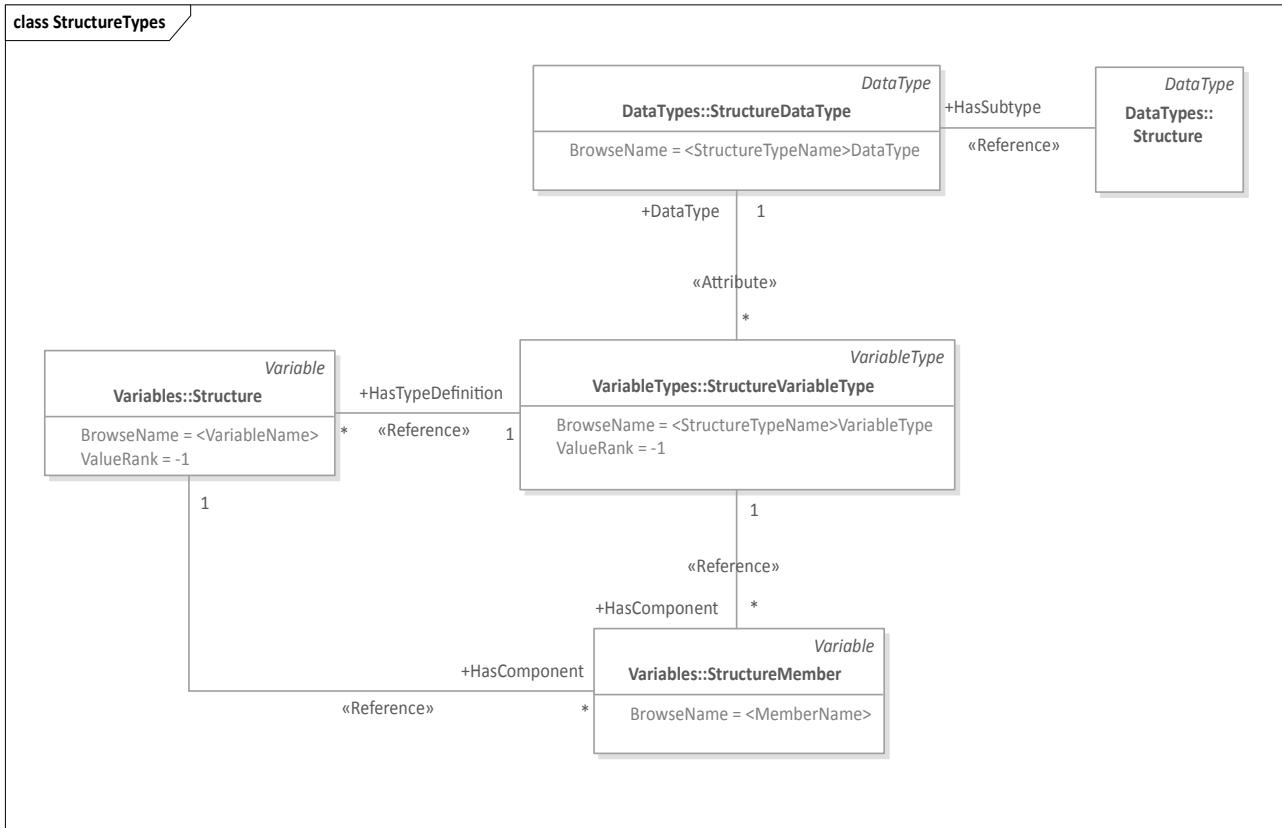 class StructureTypes
DataType
DataTypes::StructureDataType
BrowseName = <StructureTypeName>DataType
+HasSubtype
«Reference»
DataType
DataTypes::
Structure
+DataType
1
«Attribute»
*
Variable
Variables::Structure
BrowseName = <VariableName>
ValueRank = -1
+HasTypeDefinition
*
«Reference»
1
VariableType
VariableTypes::StructureVariableType
BrowseName = <StructureTypeName>VariableType
ValueRank = -1
1
1
«Reference»
+HasComponent
*
+HasComponent
«Reference»
*
Variable
Variables::StructureMember
BrowseName = <MemberName>